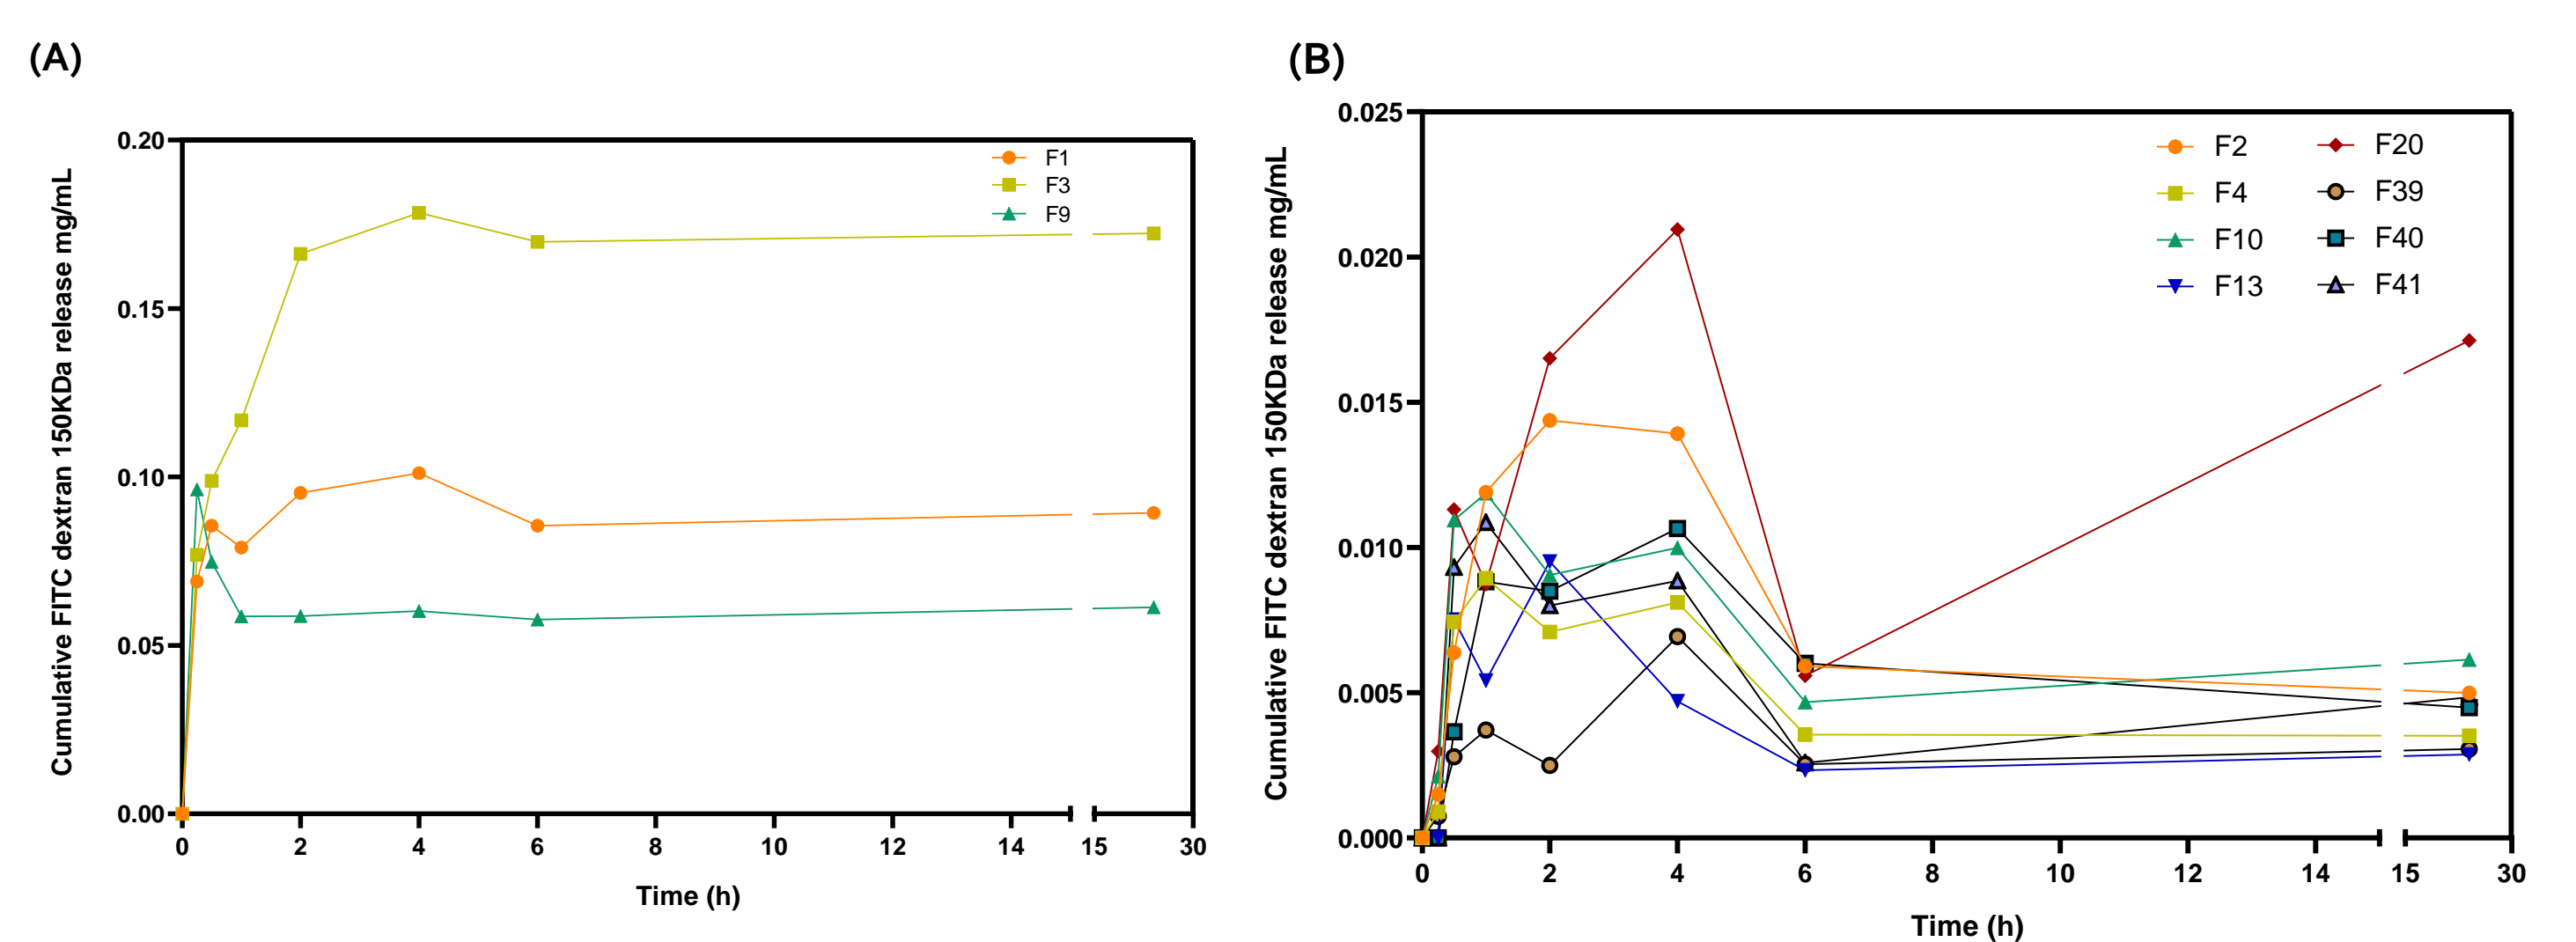 (A)
Cumulative FITC dextran 150KDa release mg/mL
0.20
0.15
0.10
0.05
0.00
0 2 4 6 8 10 12 14 15 30
Time (h)
F1
F3
F9
(B)
Cumulative FITC dextran 150KDa release mg/mL
0.025
0.020
0.015
0.010
0.005
0.000
0 2 4 6 8 10 12 14 15 30
Time (h)
F2 F20
F4 F39
F10 F40
F13 F41